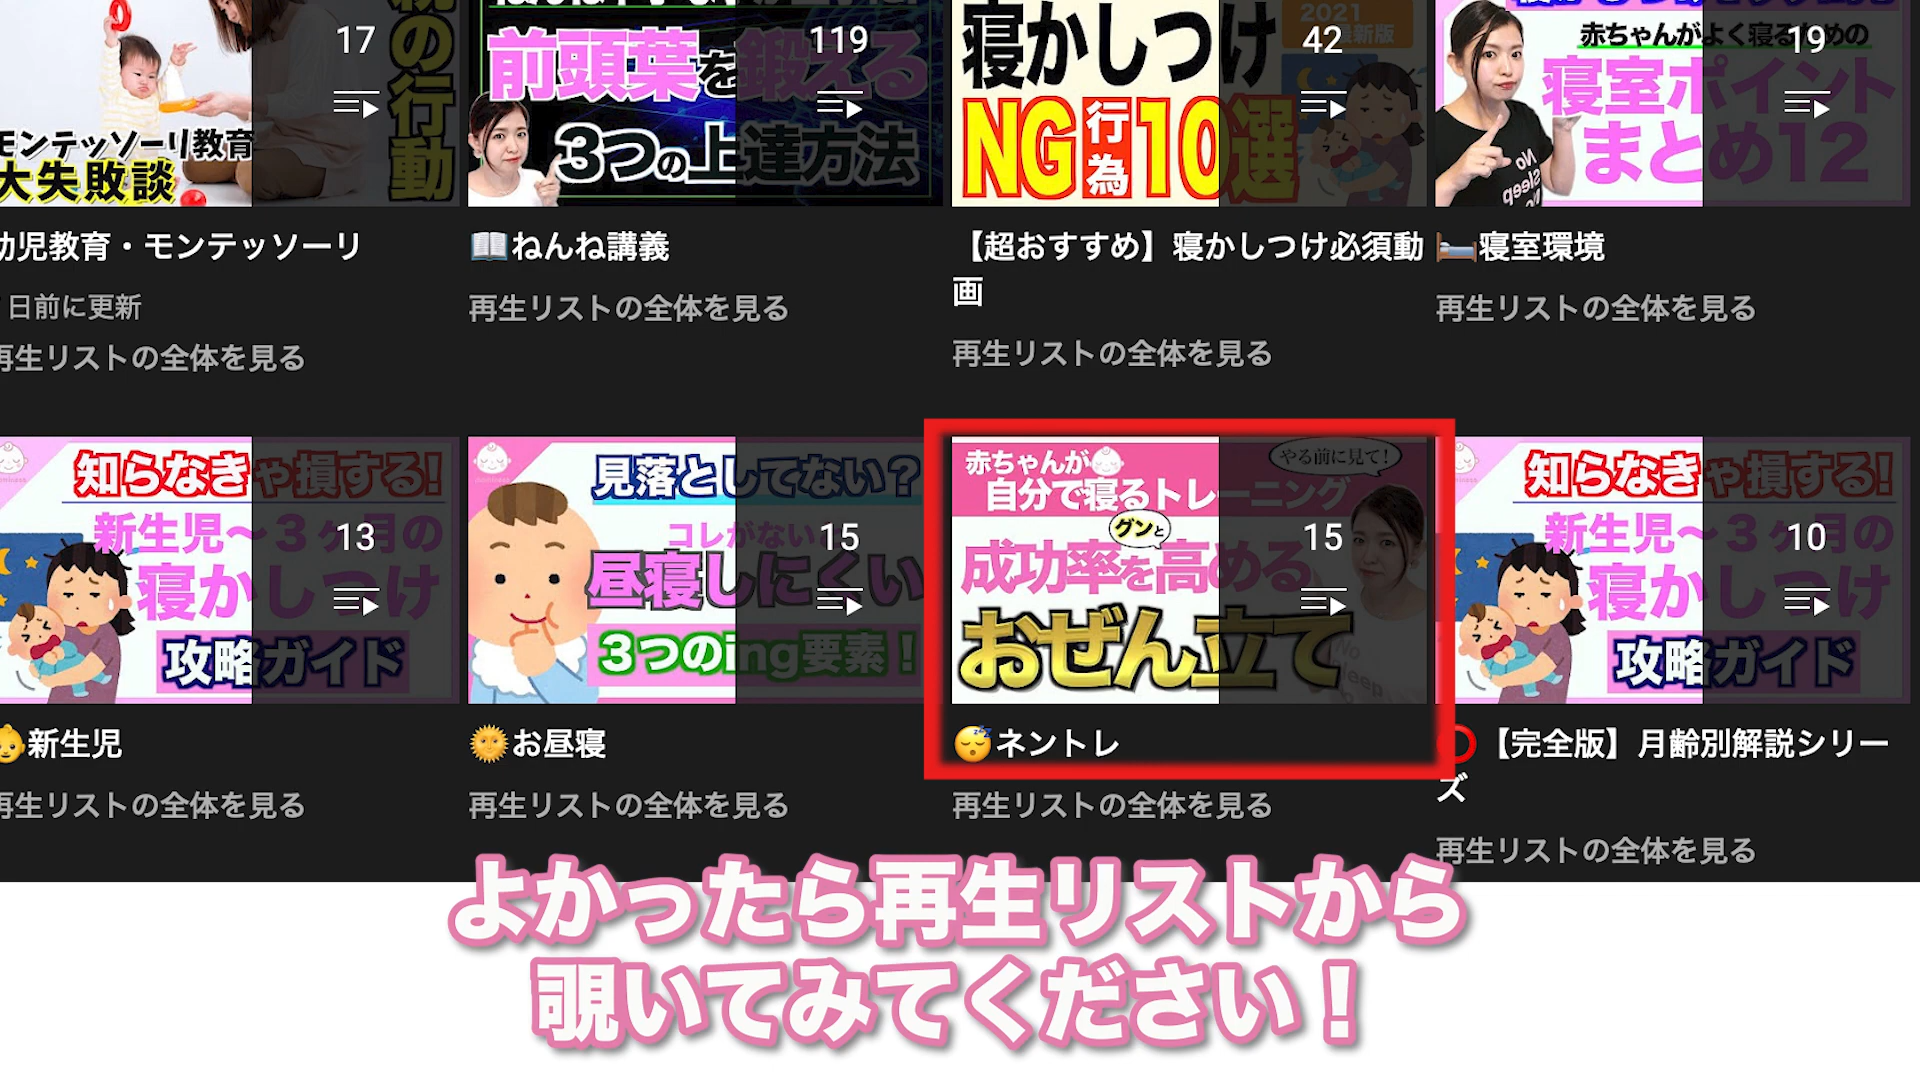 親の行動
モンテッソーリ教育
大失敗談
17
幼児教育・モンテッソーリ
日前に更新
再生リストの全体を見る
前頭葉を鍛える
3つの上達方法
119
📖ねんね講義
再生リストの全体を見る
2021
最新版
寝かしつけ
NG行為10選
42
【超おすすめ】寝かしつけ必須動
画
再生リストの全体を見る
赤ちゃんがよく寝るための
寝室ポイント
まとめ12
No
Sleep
No
19
🛏寝室環境
再生リストの全体を見る
知らなきゃ損する!
新生児〜3ヶ月の
寝かしつけ
攻略ガイド
13
👶新生児
再生リストの全体を見る
見落としてない?
コレがない
昼寝しにくい
3つのing要素!
15
🌞お昼寝
再生リストの全体を見る
やる前に見て!
赤ちゃんが
自分で寝るトレーニング
グンと
成功率を高める
おぜん立て
15
😴ネントレ
再生リストの全体を見る
知らなきゃ損する!
新生児〜3ヶ月の
寝かしつけ
攻略ガイド
10
⭕【完全版】月齢別解説シリー
ズ
再生リストの全体を見る
よかったら再生リストから
覗いてみてください!